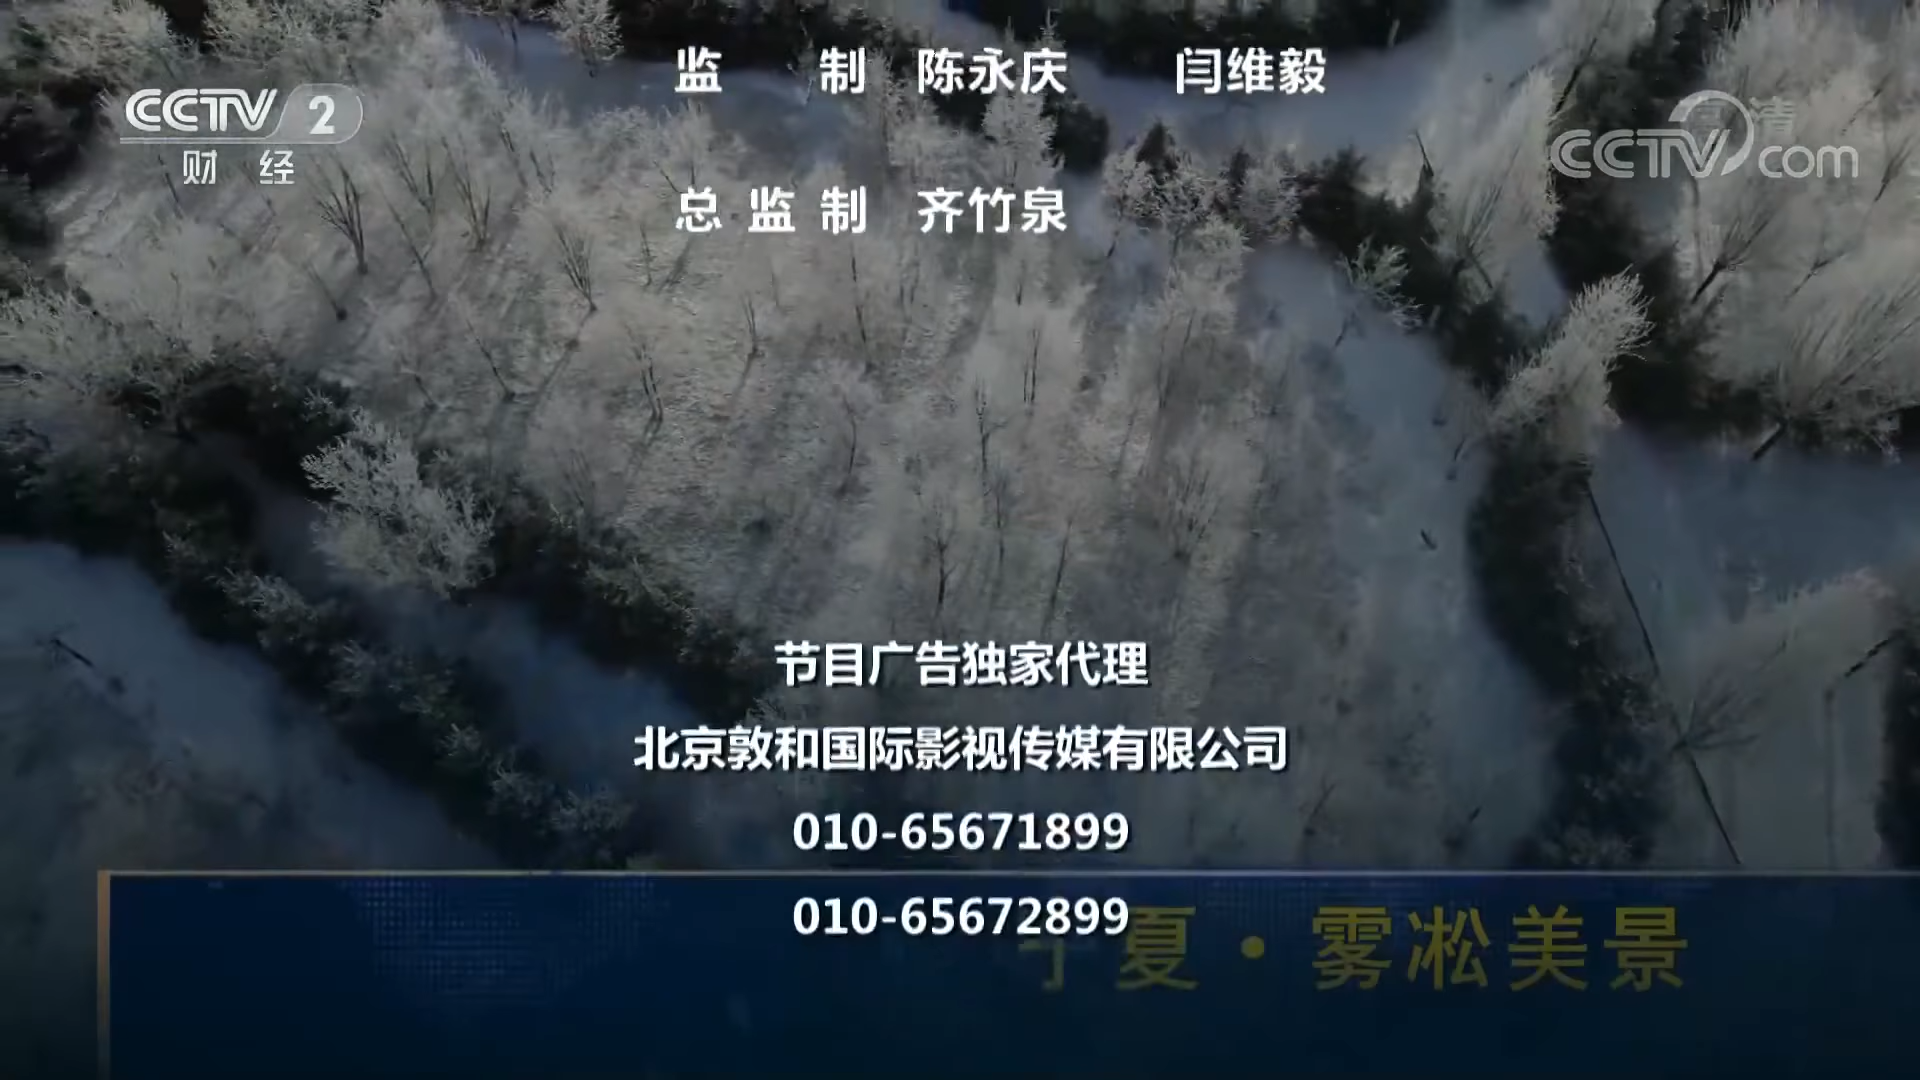 监 制 陈永庆 闫维毅
CCTV 2
财 经
高清
CCTV com
总 监 制 齐竹泉
节目广告独家代理
北京敦和国际影视传媒有限公司
010-65671899
010-65672899
宁夏·雾凇美景